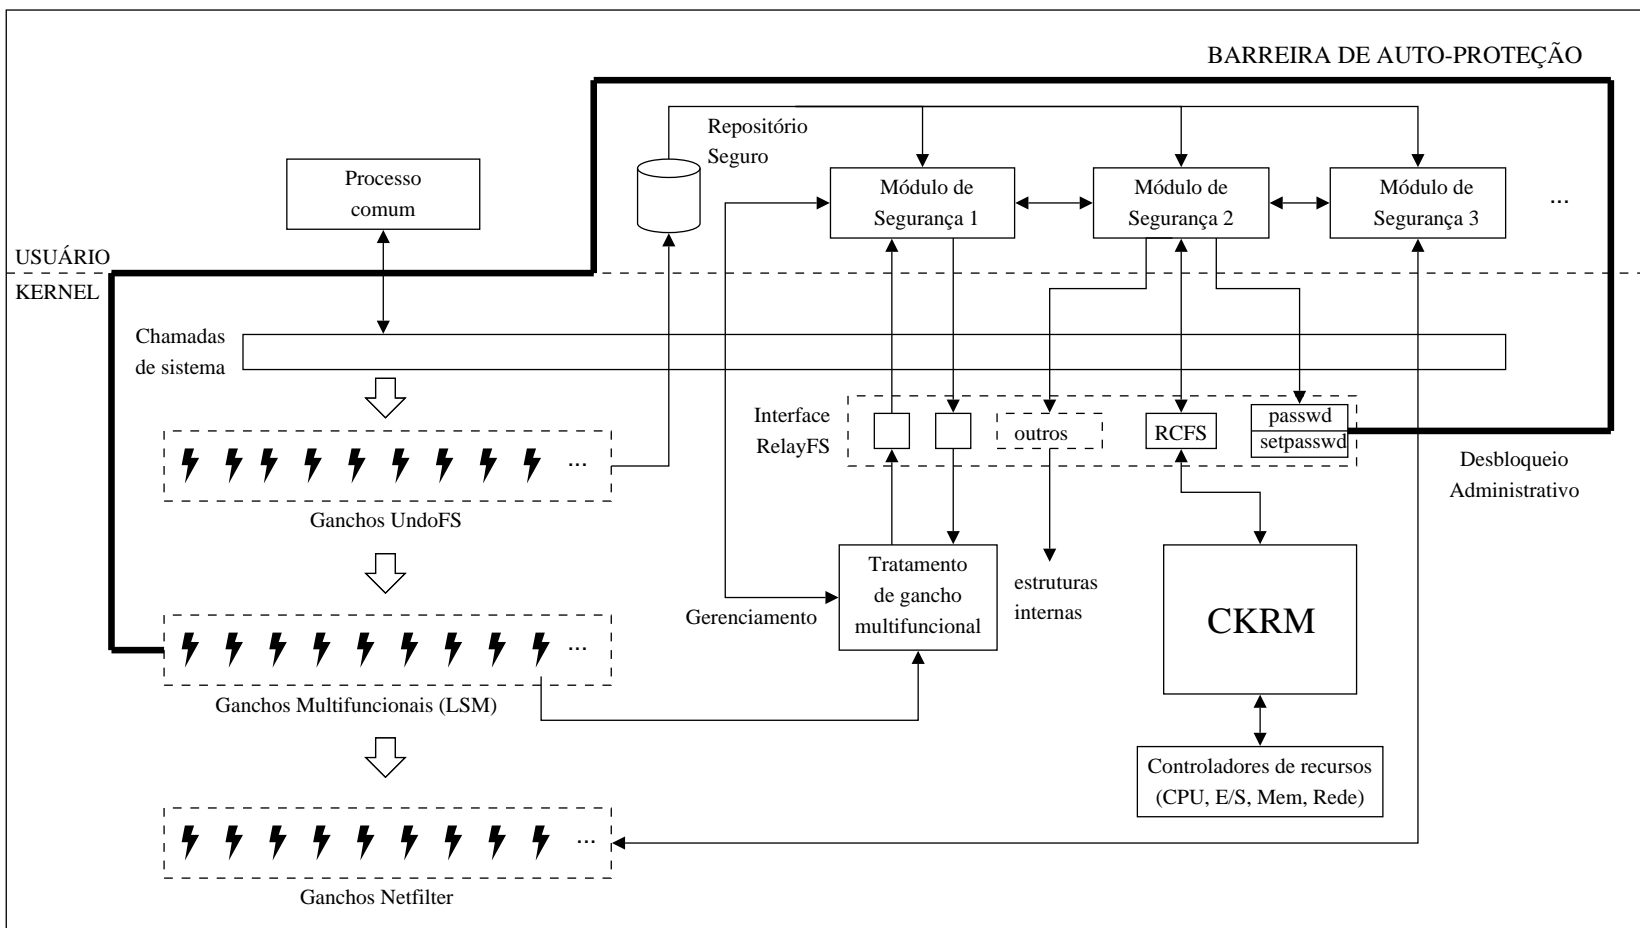 BARREIRA DE AUTO-PROTEÇÃO
Repositório
Seguro
Processo
comum
Módulo de
Segurança 1
Módulo de
Segurança 2
Módulo de
Segurança 3
...
USUÁRIO
KERNEL
Chamadas
de sistema
Interface
RelayFS
outros
RCFS
passwd
setpasswd
Desbloqueio
Administrativo
...
Ganchos UndoFS
Tratamento
de gancho
multifuncional
estruturas
internas
Gerenciamento
CKRM
...
Ganchos Multifuncionais (LSM)
Controladores de recursos
(CPU, E/S, Mem, Rede)
...
Ganchos Netfilter